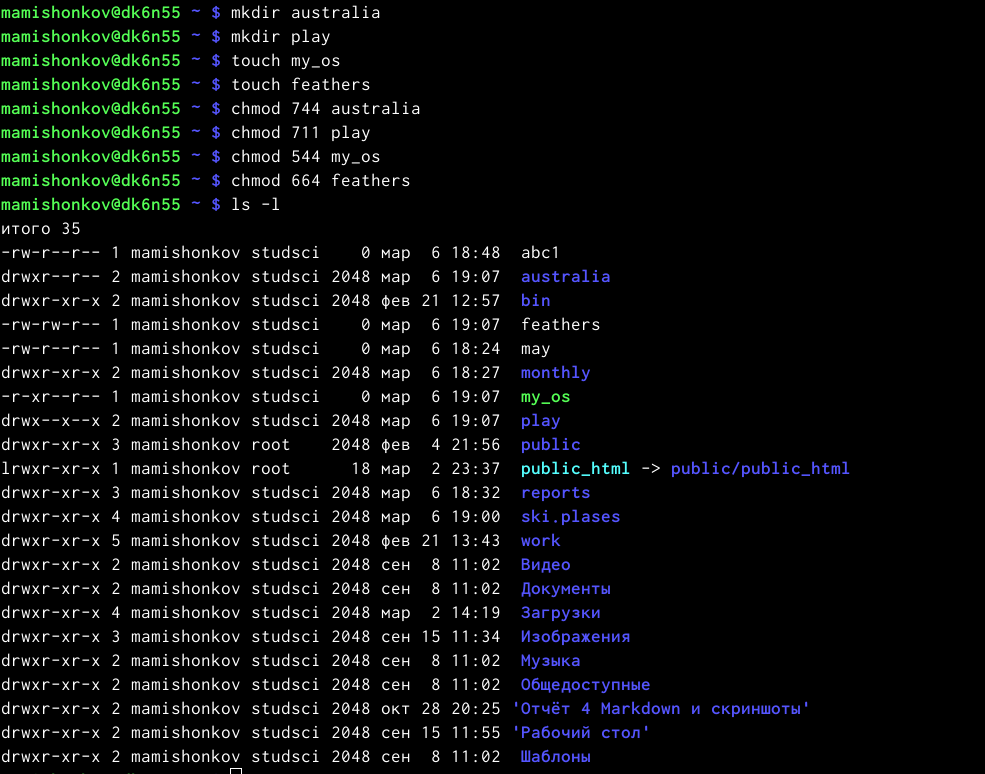 mamishonkov@dk6n55 ~ $ mkdir australia
mamishonkov@dk6n55 ~ $ mkdir play
mamishonkov@dk6n55 ~ $ touch my_os
mamishonkov@dk6n55 ~ $ touch feathers
mamishonkov@dk6n55 ~ $ chmod 744 australia
mamishonkov@dk6n55 ~ $ chmod 711 play
mamishonkov@dk6n55 ~ $ chmod 544 my_os
mamishonkov@dk6n55 ~ $ chmod 664 feathers
mamishonkov@dk6n55 ~ $ ls -l
итого 35
-rw-r--r-- 1 mamishonkov studsci    0 мар  6 18:48  abc1
drwxr--r-- 2 mamishonkov studsci 2048 мар  6 19:07  australia
drwxr-xr-x 2 mamishonkov studsci 2048 фев 21 12:57  bin
-rw-rw-r-- 1 mamishonkov studsci    0 мар  6 19:07  feathers
-rw-r--r-- 1 mamishonkov studsci    0 мар  6 18:24  may
drwxr-xr-x 2 mamishonkov studsci 2048 мар  6 18:27  monthly
-r-xr--r-- 1 mamishonkov studsci    0 мар  6 19:07  my_os
drwx--x--x 2 mamishonkov studsci 2048 мар  6 19:07  play
drwxr-xr-x 3 mamishonkov root    2048 фев  4 21:56  public
lrwxr-xr-x 1 mamishonkov root      18 мар  2 23:37  public_html -> public/public_html
drwxr-xr-x 3 mamishonkov studsci 2048 мар  6 18:32  reports
drwxr-xr-x 4 mamishonkov studsci 2048 мар  6 19:00  ski.plases
drwxr-xr-x 5 mamishonkov studsci 2048 фев 21 13:43  work
drwxr-xr-x 2 mamishonkov studsci 2048 сен  8 11:02  Видео
drwxr-xr-x 2 mamishonkov studsci 2048 сен  8 11:02  Документы
drwxr-xr-x 4 mamishonkov studsci 2048 мар  2 14:19  Загрузки
drwxr-xr-x 3 mamishonkov studsci 2048 сен 15 11:34  Изображения
drwxr-xr-x 2 mamishonkov studsci 2048 сен  8 11:02  Музыка
drwxr-xr-x 2 mamishonkov studsci 2048 сен  8 11:02  Общедоступные
drwxr-xr-x 2 mamishonkov studsci 2048 окт 28 20:25 'Отчёт 4 Markdown и скриншоты'
drwxr-xr-x 2 mamishonkov studsci 2048 сен 15 11:55 'Рабочий стол'
drwxr-xr-x 2 mamishonkov studsci 2048 сен  8 11:02  Шаблоны